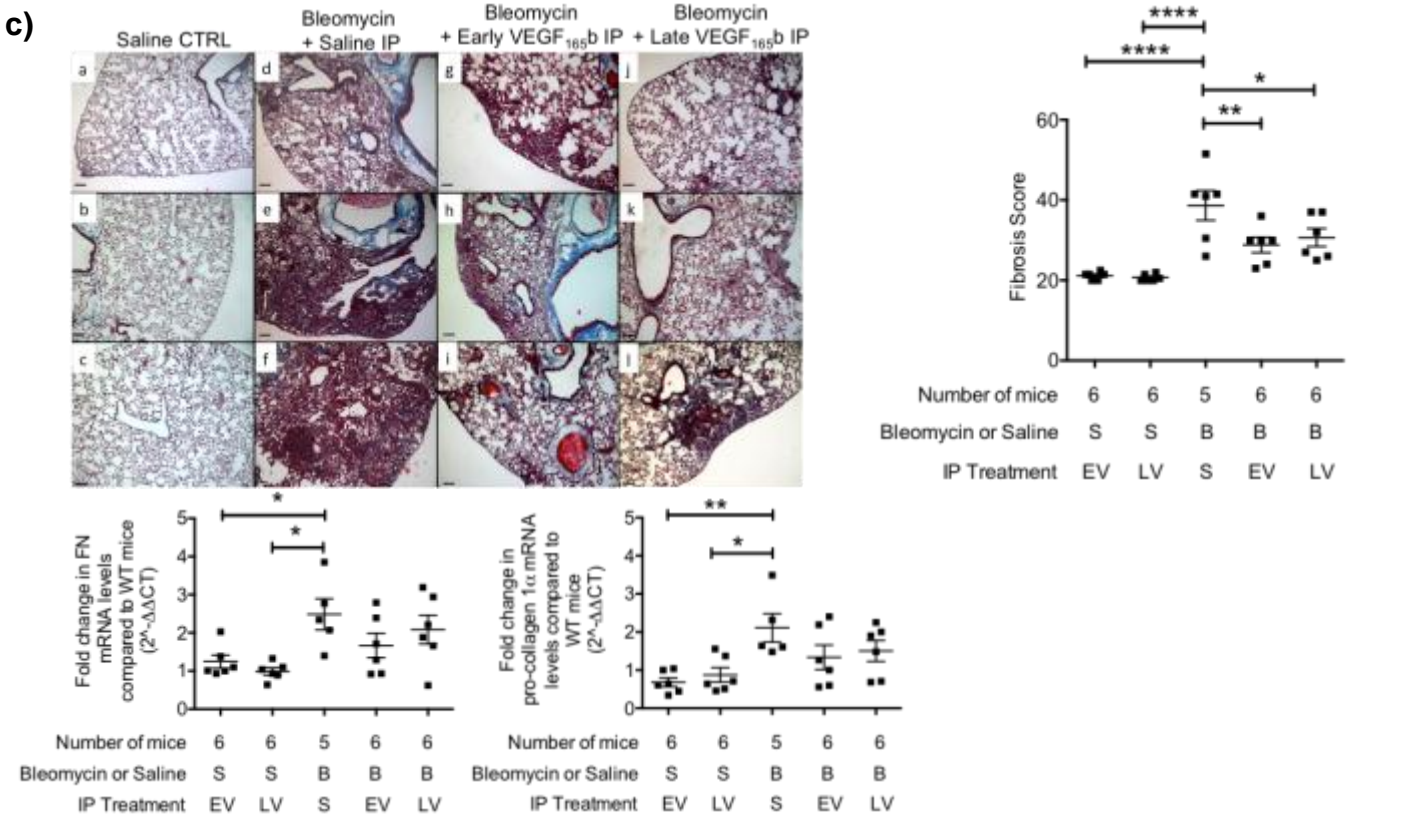 c)
Saline CTRL
Bleomycin
+ Saline IP
Bleomycin
+ Early VEGF₁₆₅b IP
Bleomycin
+ Late VEGF₁₆₅b IP
a
d
g
j
b
e
h
k
c
f
i
l
****
****
*
**
Fibrosis Score
60
40
20
0
Number of mice 6 6 5 6 6
Bleomycin or Saline S S B B B
IP Treatment EV LV S EV LV
*
*
Fold change in FN
mRNA levels
compared to WT mice
(2^-ΔΔCT)
5
4
3
2
1
0
Number of mice 6 6 5 6 6
Bleomycin or Saline S S B B B
IP Treatment EV LV S EV LV
**
*
Fold change in
pro-collagen 1α mRNA
levels compared to
WT mice
(2^-ΔΔCT)
5
4
3
2
1
0
Number of mice 6 6 5 6 6
Bleomycin or Saline S S B B B
IP Treatment EV LV S EV LV